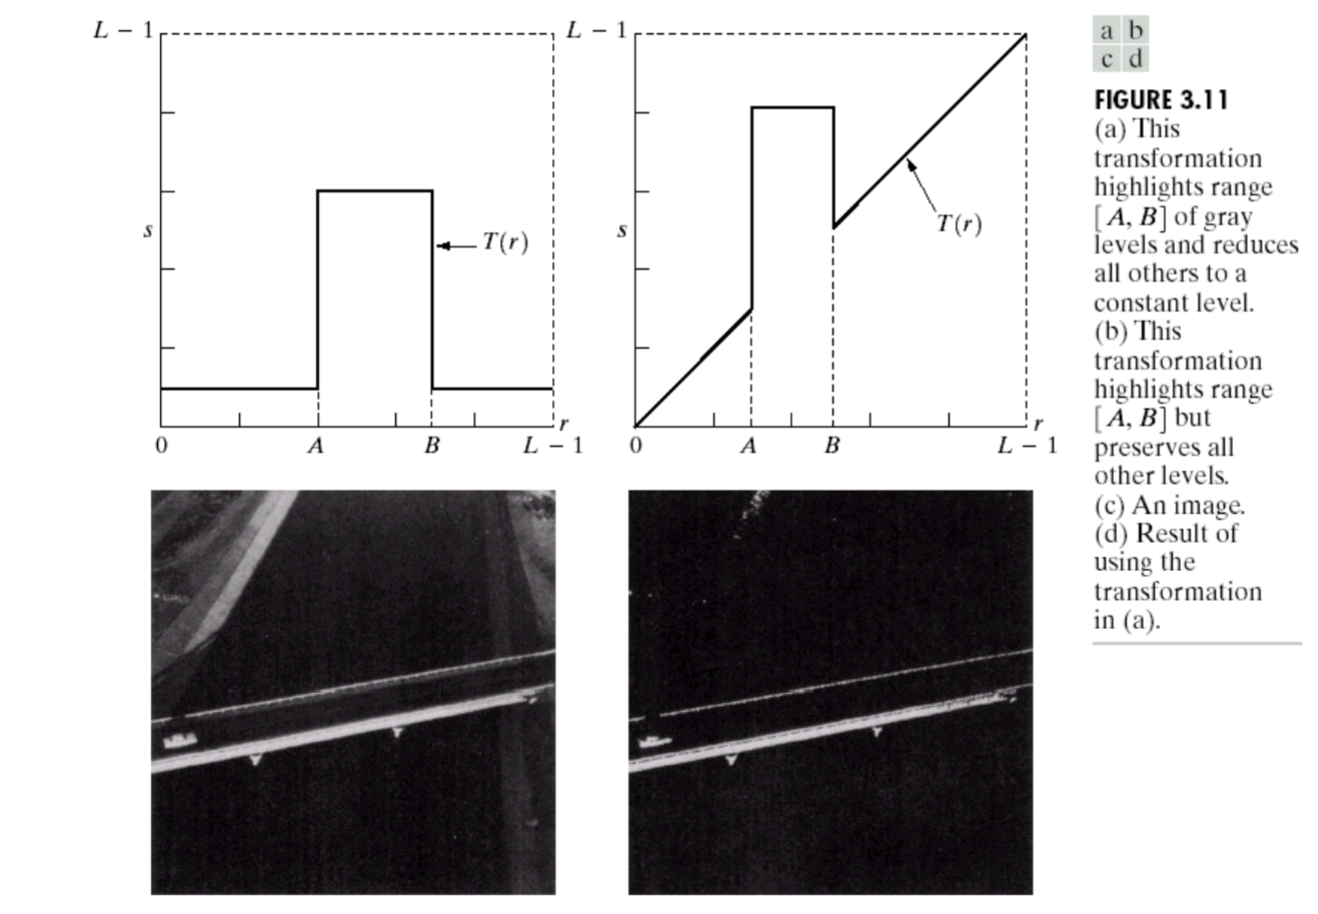 L − 1
s
T(r)
0
A
B
L − 1
r
L − 1
s
T(r)
0
A
B
L − 1
r
a b
c d
FIGURE 3.11
(a) This
transformation
highlights range
[A, B] of gray
levels and reduces
all others to a
constant level.
(b) This
transformation
highlights range
[A, B] but
preserves all
other levels.
(c) An image.
(d) Result of
using the
transformation
in (a).